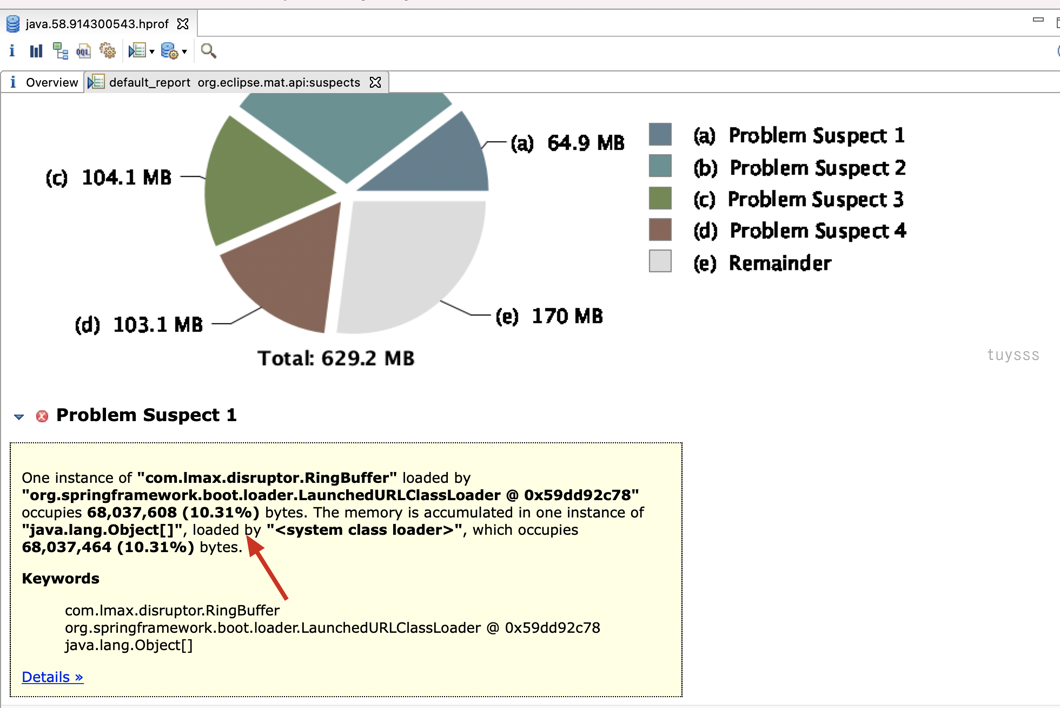 java.58.914300543.hprof
Overview default_report org.eclipse.mat.api:suspects
(a) 64.9 MB
(c) 104.1 MB
(d) 103.1 MB
(e) 170 MB
Total: 629.2 MB
(a) Problem Suspect 1
(b) Problem Suspect 2
(c) Problem Suspect 3
(d) Problem Suspect 4
(e) Remainder
tuysss
Problem Suspect 1
One instance of "com.lmax.disruptor.RingBuffer" loaded by
"org.springframework.boot.loader.LaunchedURLClassLoader @ 0x59dd92c78"
occupies 68,037,608 (10.31%) bytes. The memory is accumulated in one instance of
"java.lang.Object[]", loaded by "<system class loader>", which occupies
68,037,464 (10.31%) bytes.
Keywords
com.lmax.disruptor.RingBuffer
org.springframework.boot.loader.LaunchedURLClassLoader @ 0x59dd92c78
java.lang.Object[]
Details »